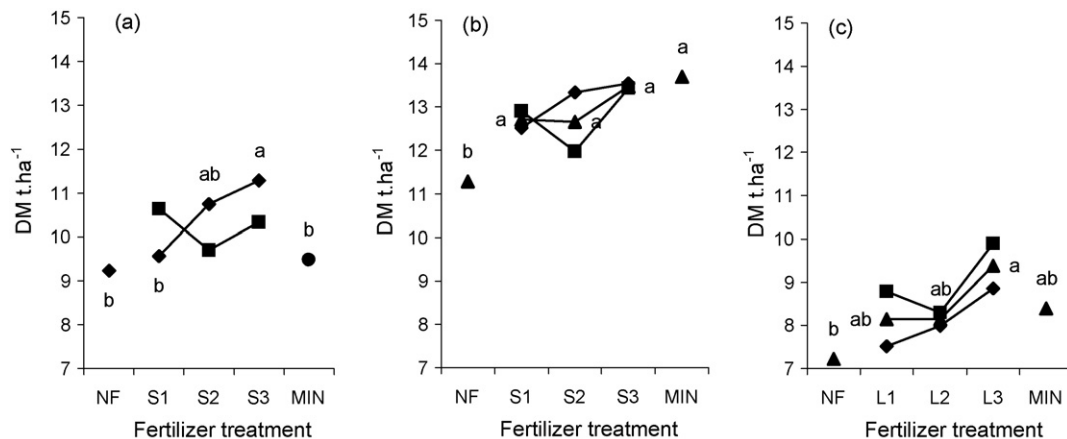 (a)
15
14
13
12
11
10
9
8
7
DM t.ha⁻¹
b
b
ab
a
b
NF S1 S2 S3 MIN
Fertilizer treatment
(b)
15
14
13
12
11
10
9
8
7
DM t.ha⁻¹
b
a
a
a
a
NF S1 S2 S3 MIN
Fertilizer treatment
(c)
15
14
13
12
11
10
9
8
7
DM t.ha⁻¹
b
ab
ab
a
ab
NF L1 L2 L3 MIN
Fertilizer treatment